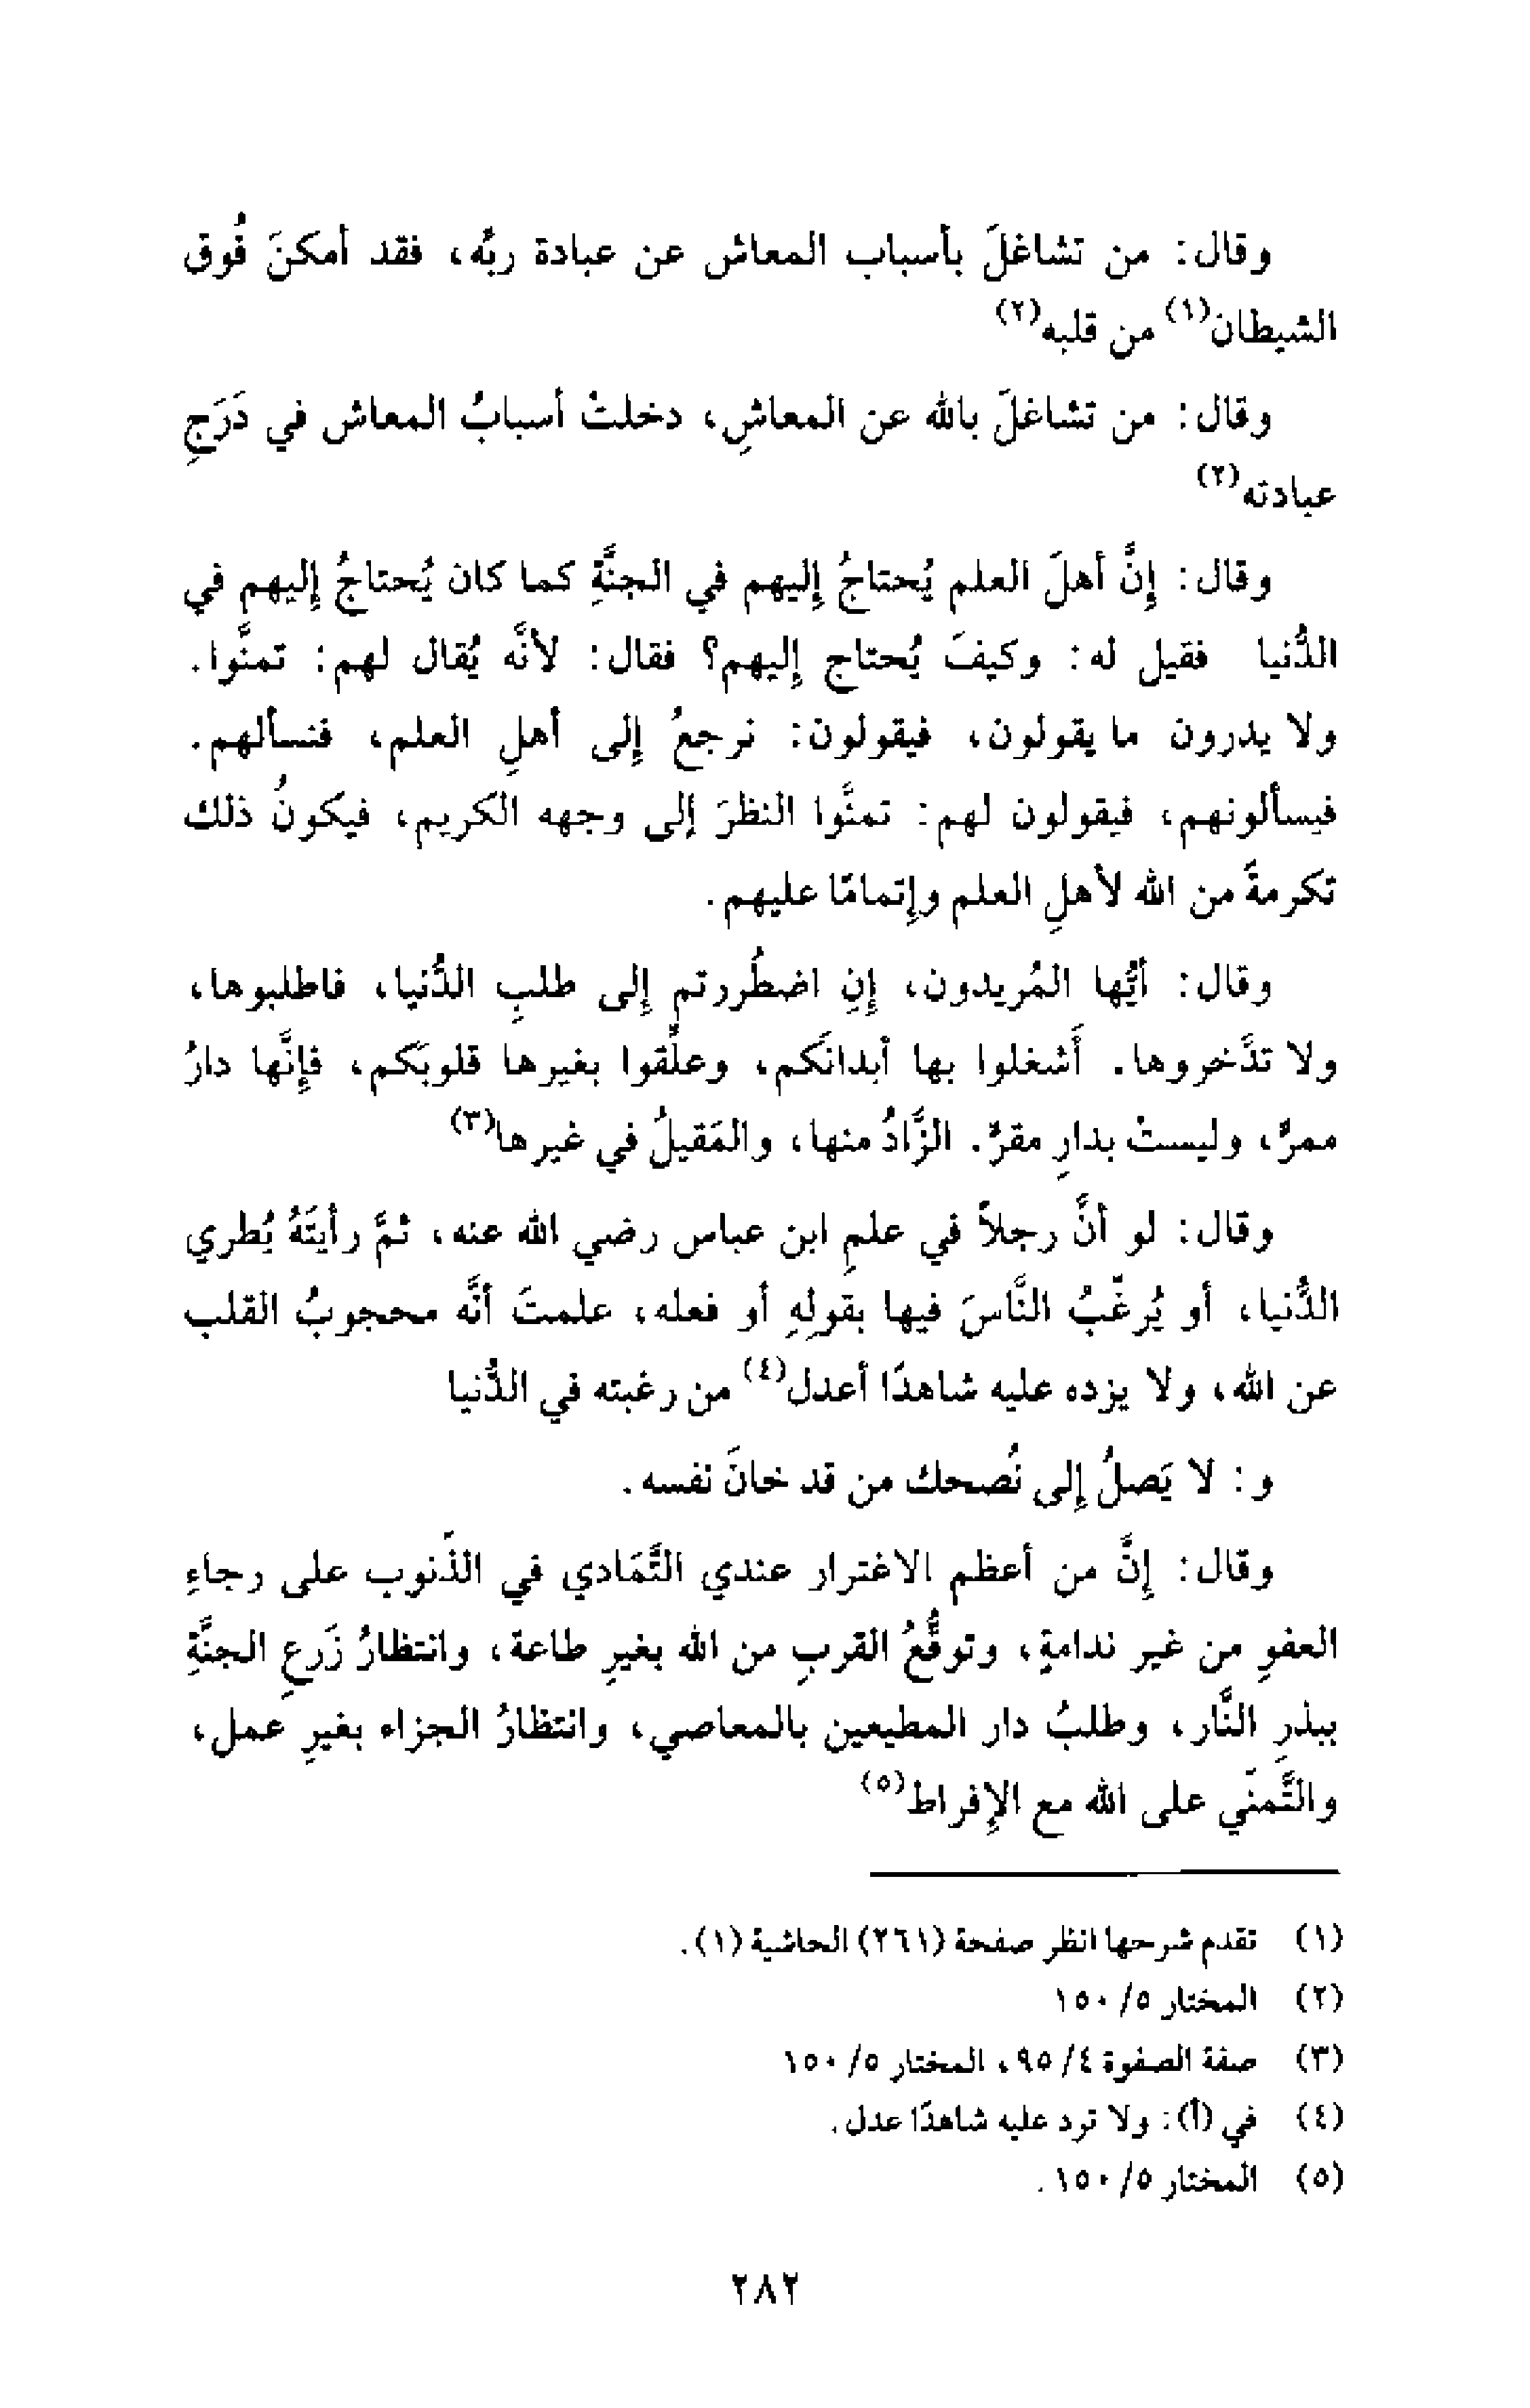 وقال: من تشاغلَ بأسباب المعاش عن عبادة ربِّه، فقد أمكنَ فُوق
الشيطان(١) من قلبه(٢)
وقال: من تشاغلَ بالله عن المعاشِ، دخلتْ أسبابُ المعاش في دَرَجِ
عبادته(٢)
وقال: إِنَّ أهلَ العلم يُحتاجُ إليهم في الجنَّةِ كما كان يُحتاجُ إليهم في
الدُّنيا فقيل له: وكيفَ يُحتاج إليهم؟ فقال: لأنَّه يُقال لهم: تمنَّوا.
ولا يدرون ما يقولون، فيقولون: نرجعُ إلى أهلِ العلم، فنسألهم.
فيسألونهم، فيقولون لهم: تمنَّوا النظرَ إلى وجهه الكريم، فيكونُ ذلك
تكرمةً من الله لأهلِ العلم وإتمامًا عليهم.
وقال: أيُّها المُريدون، إِنِ اضطُررتم إلى طلبِ الدُّنيا، فاطلبوها،
ولا تدَّخروها. أَشغلوا بها أبدانَكم، وعلِّقوا بغيرها قلوبَكم، فإنَّها دارُ
ممرٍّ، وليستْ بدارِ مقرٍّ. الزَّادُ منها، والمَقيلُ في غيرها(٣)
وقال: لو أنَّ رجلاً في علمِ ابن عباس رضي الله عنه، ثمَّ رأيتَهُ يُطري
الدُّنيا، أو يُرغِّبُ النَّاسَ فيها بقولِهِ أو فعله، علمتَ أنَّه محجوبُ القلب
عن الله، ولا يزده عليه شاهدًا أعدل(٤) من رغبته في الدُّنيا
و: لا يَصلُ إلى نُصحك من قد خانَ نفسه.
وقال: إِنَّ من أعظم الاغترار عندي التَّمَادي في الذُنوب على رجاءِ
العفوِ من غير ندامةٍ، وتوقُّعُ القربِ من الله بغيرِ طاعة، وانتظارُ زَرعِ الجنَّةِ
ببذرِ النَّار، وطلبُ دار المطيعين بالمعاصي، وانتظارُ الجزاء بغيرِ عمل،
والتَّمنّي على الله مع الإفراط(٥)
(١) تقدم شرحها انظر صفحة (٢٦١) الحاشية (١).
(٢) المختار ٥/ ١٥٠
(٣) صفة الصفوة ٤/ ٩٥، المختار ٥/ ١٥٠
(٤) في (أ): ولا ترد عليه شاهدًا عدل.
(٥) المختار ٥/ ١٥٠.
٢٨٢